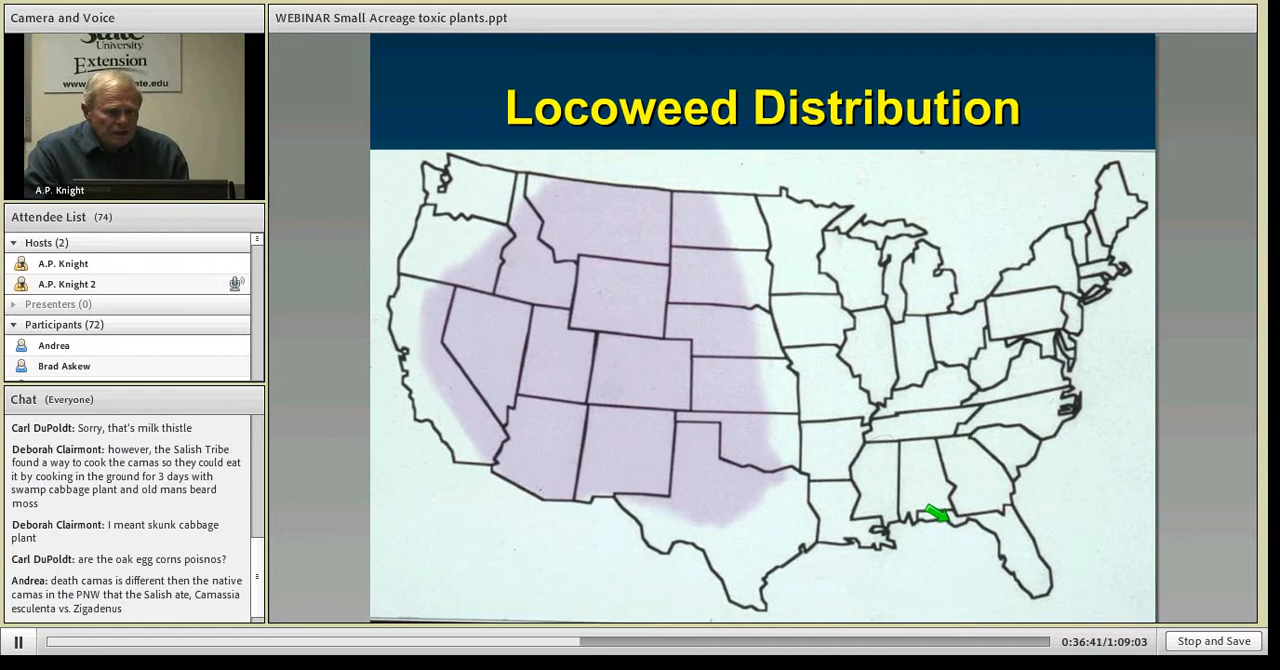 Camera and Voice
State
University
Extension
www.
ate.edu
A.P. Knight
Attendee List (74)
Hosts (2)
A.P. Knight
A.P. Knight 2
Presenters (0)
Participants (72)
Andrea
Brad Askew
Chat (Everyone)
Carl DuPoldt: Sorry, that's milk thistle
Deborah Clairmont: however, the Salish Tribe
found a way to cook the camas so they could eat
it by cooking in the ground for 3 days with
swamp cabbage plant and old mans beard
moss
Deborah Clairmont: I meant skunk cabbage
plant
Carl DuPoldt: are the oak egg corns poisnos?
Andrea: death camas is different then the native
camas in the PNW that the Salish ate, Camassia
esculenta vs. Zigadenus
WEBINAR Small Acreage toxic plants.ppt
Locoweed Distribution
0:36:41/1:09:03
Stop and Save